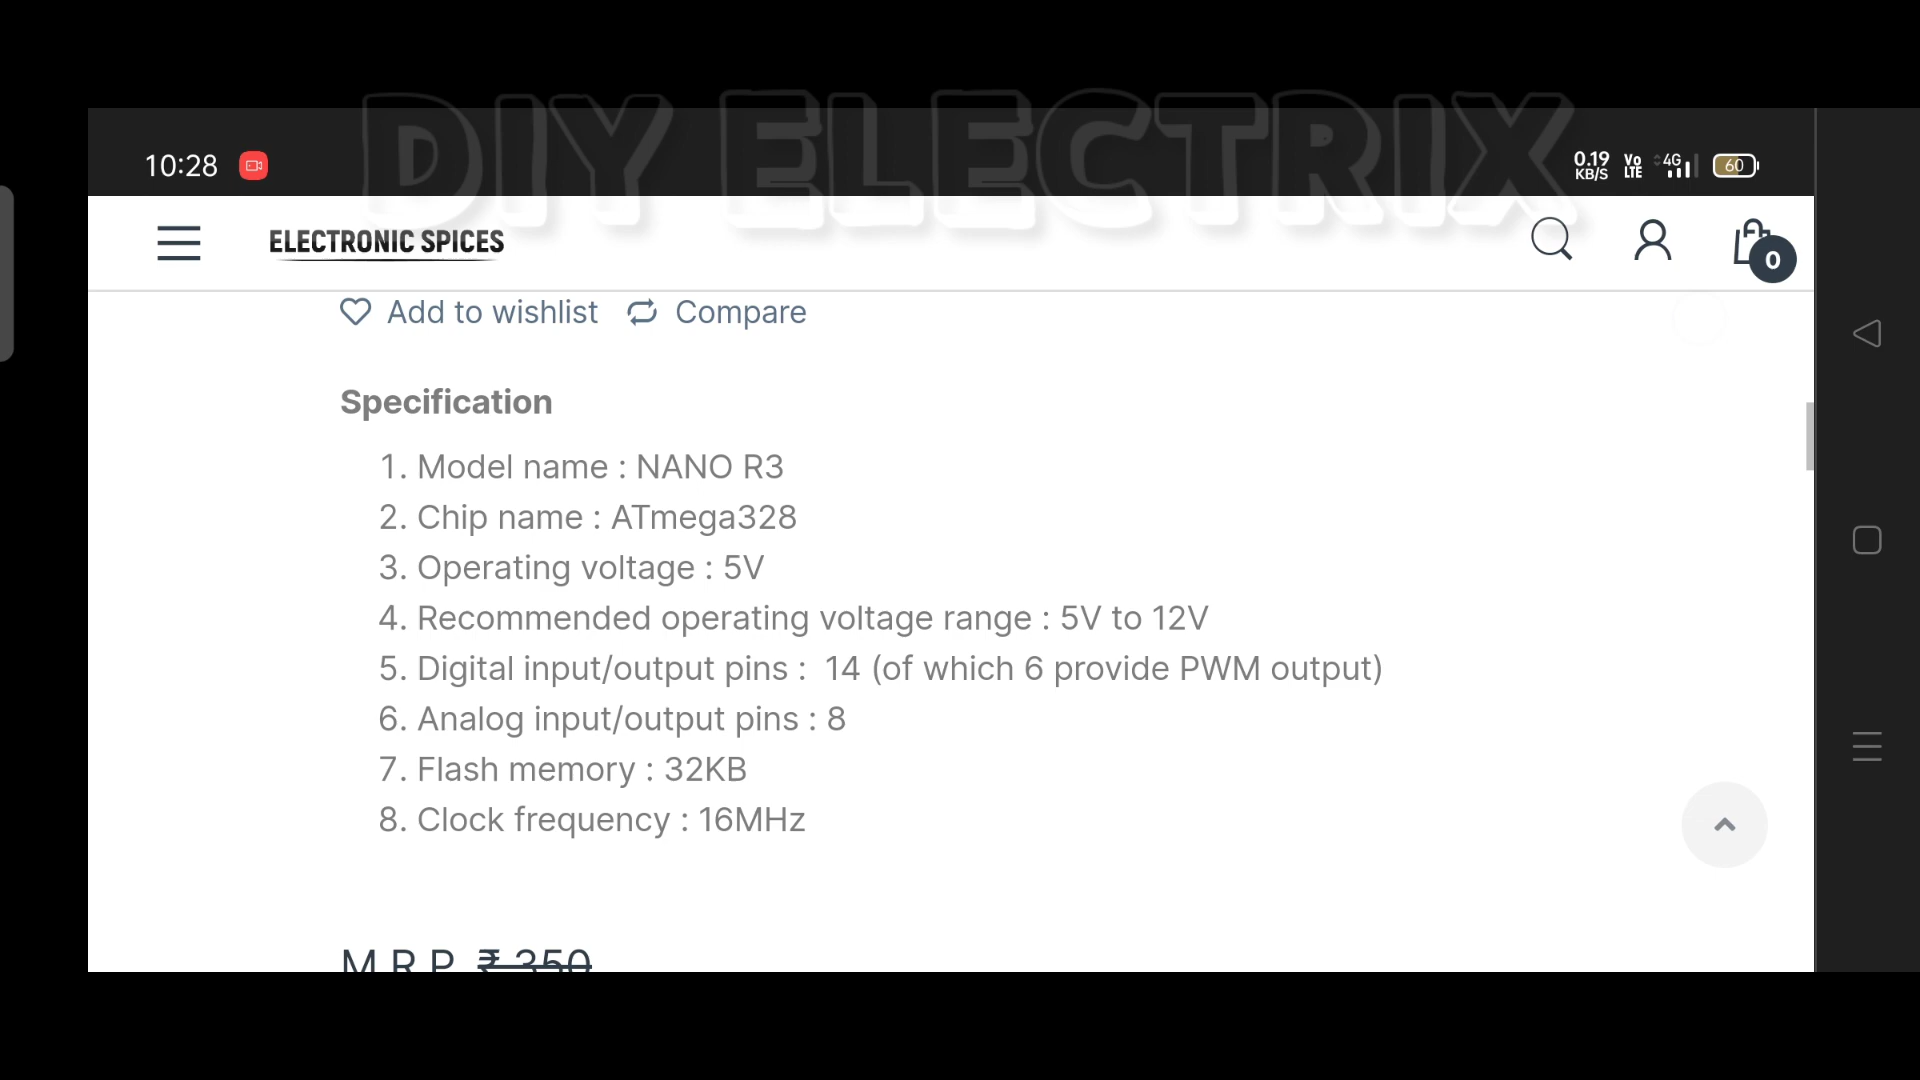 DIY ELECTRIX
10:28
0.19 KB/S Vo LTE 4G 60
ELECTRONIC SPICES
0
Add to wishlist Compare
Specification
1. Model name : NANO R3
2. Chip name : ATmega328
3. Operating voltage : 5V
4. Recommended operating voltage range : 5V to 12V
5. Digital input/output pins : 14 (of which 6 provide PWM output)
6. Analog input/output pins : 8
7. Flash memory : 32KB
8. Clock frequency : 16MHz
M R P ₹ 350